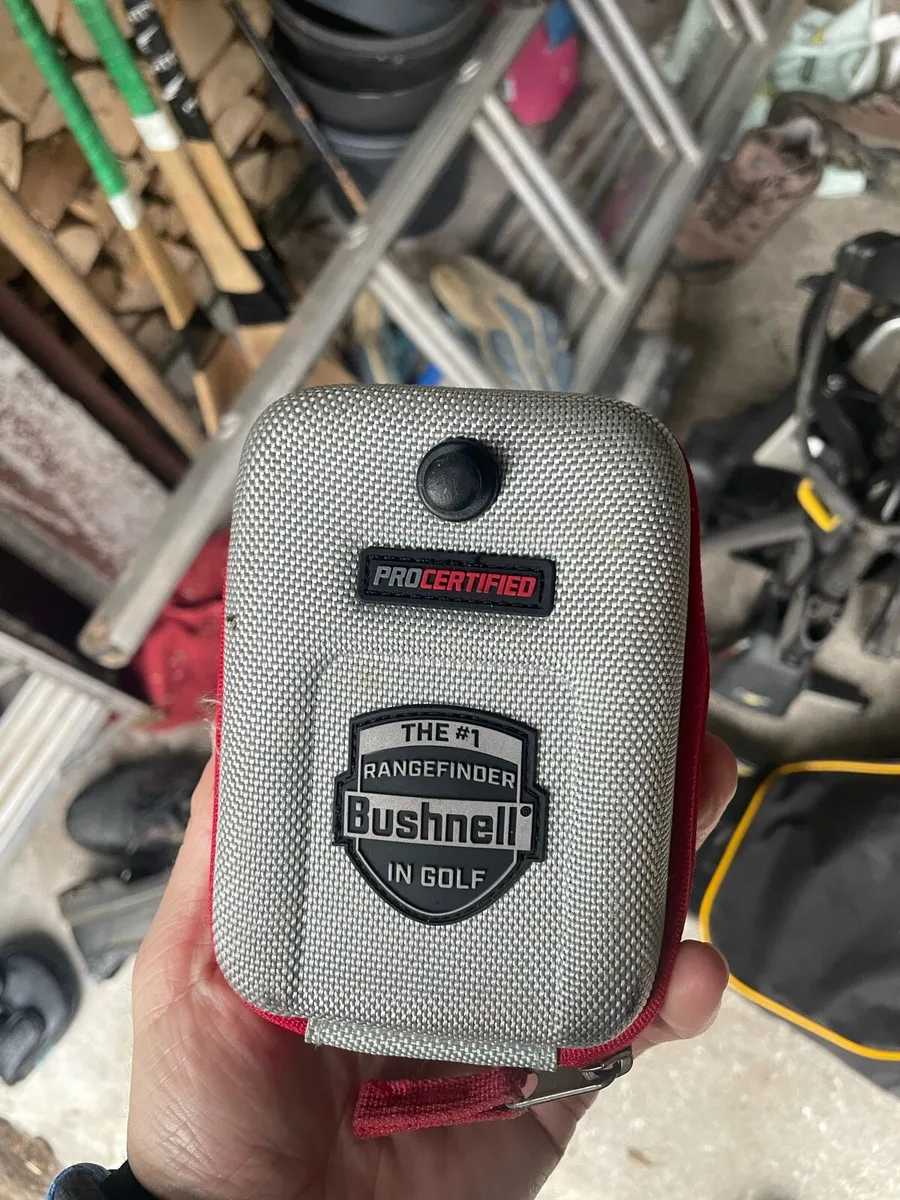 PROCERTIFIED
THE #1
RANGEFINDER
Bushnell
IN GOLF